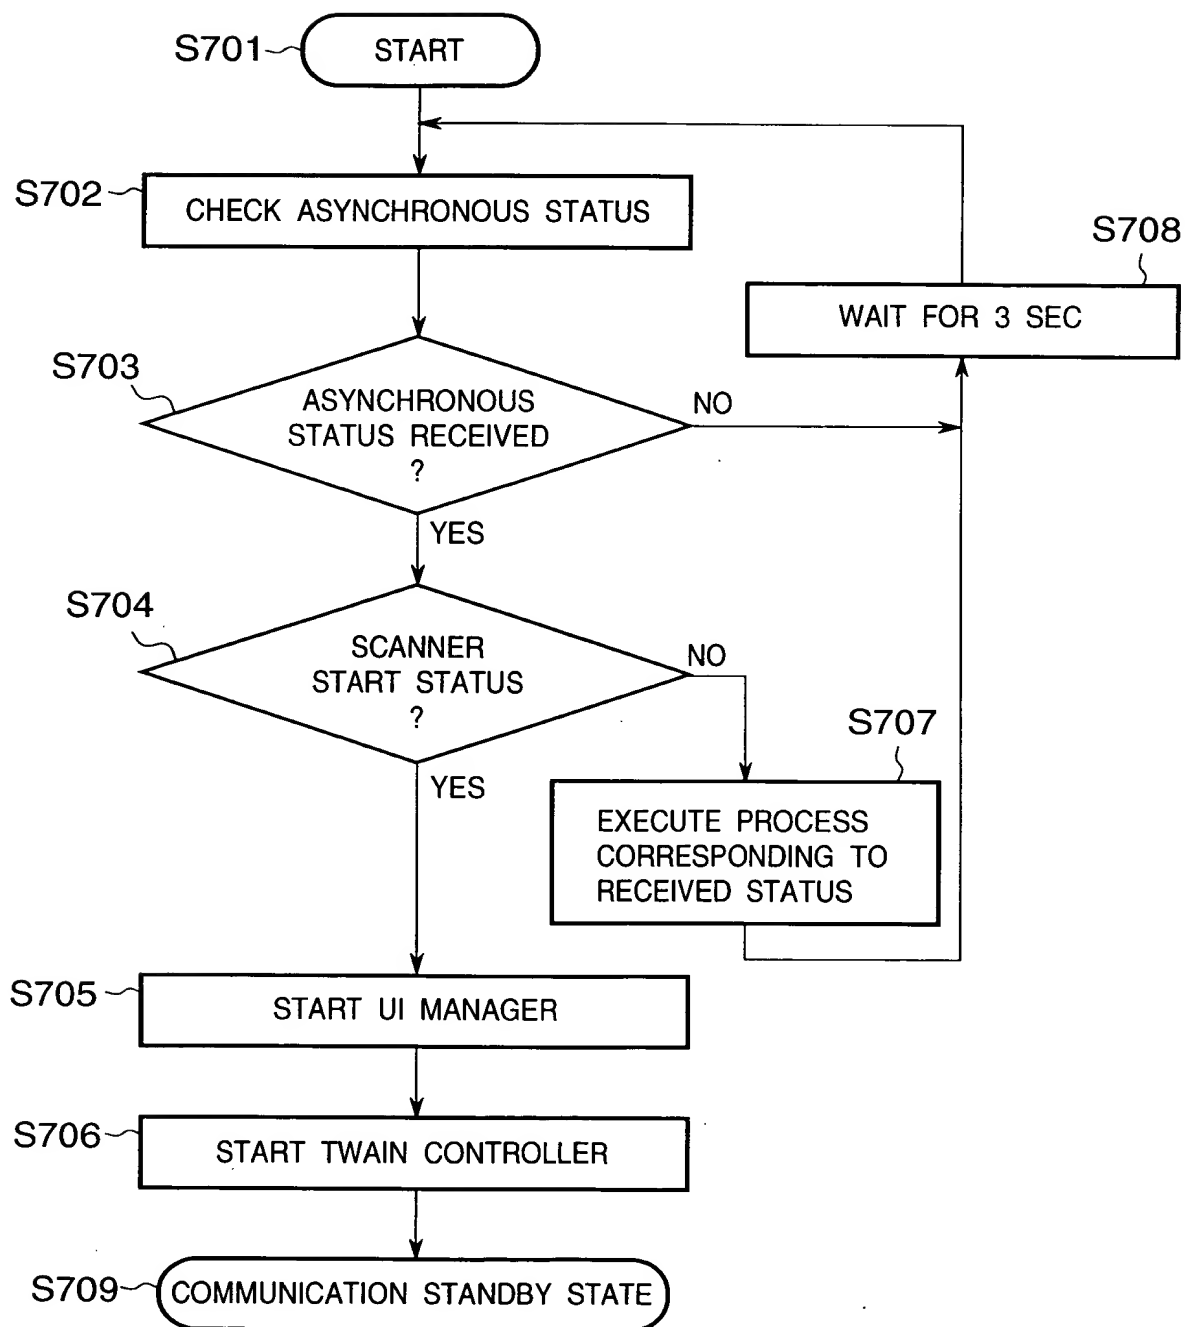 S701
START
S702
CHECK ASYNCHRONOUS STATUS
S708
WAIT FOR 3 SEC
S703
ASYNCHRONOUS
STATUS RECEIVED
?
NO
YES
S704
SCANNER
START STATUS
?
NO
YES
S707
EXECUTE PROCESS
CORRESPONDING TO
RECEIVED STATUS
S705
START UI MANAGER
S706
START TWAIN CONTROLLER
S709
COMMUNICATION STANDBY STATE